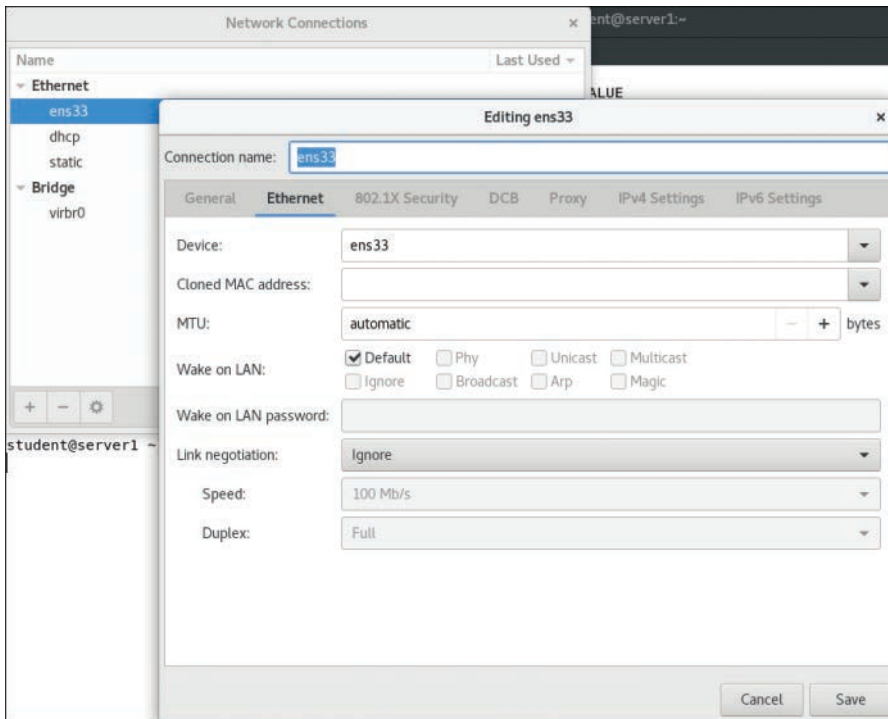 Network Connections
ent@server1:~
Name Last Used
ALUE
Ethernet
ens33
dhcp
static
Bridge
virbr0
student@server1 ~
Editing ens33
Connection name: ens33
General Ethernet 802.1X Security DCB Proxy IPv4 Settings IPv6 Settings
Device: ens33
Cloned MAC address:
MTU: automatic bytes
Wake on LAN: Default Phy Unicast Multicast
Ignore Broadcast Arp Magic
Wake on LAN password:
Link negotiation: Ignore
Speed: 100 Mb/s
Duplex: Full
Cancel Save